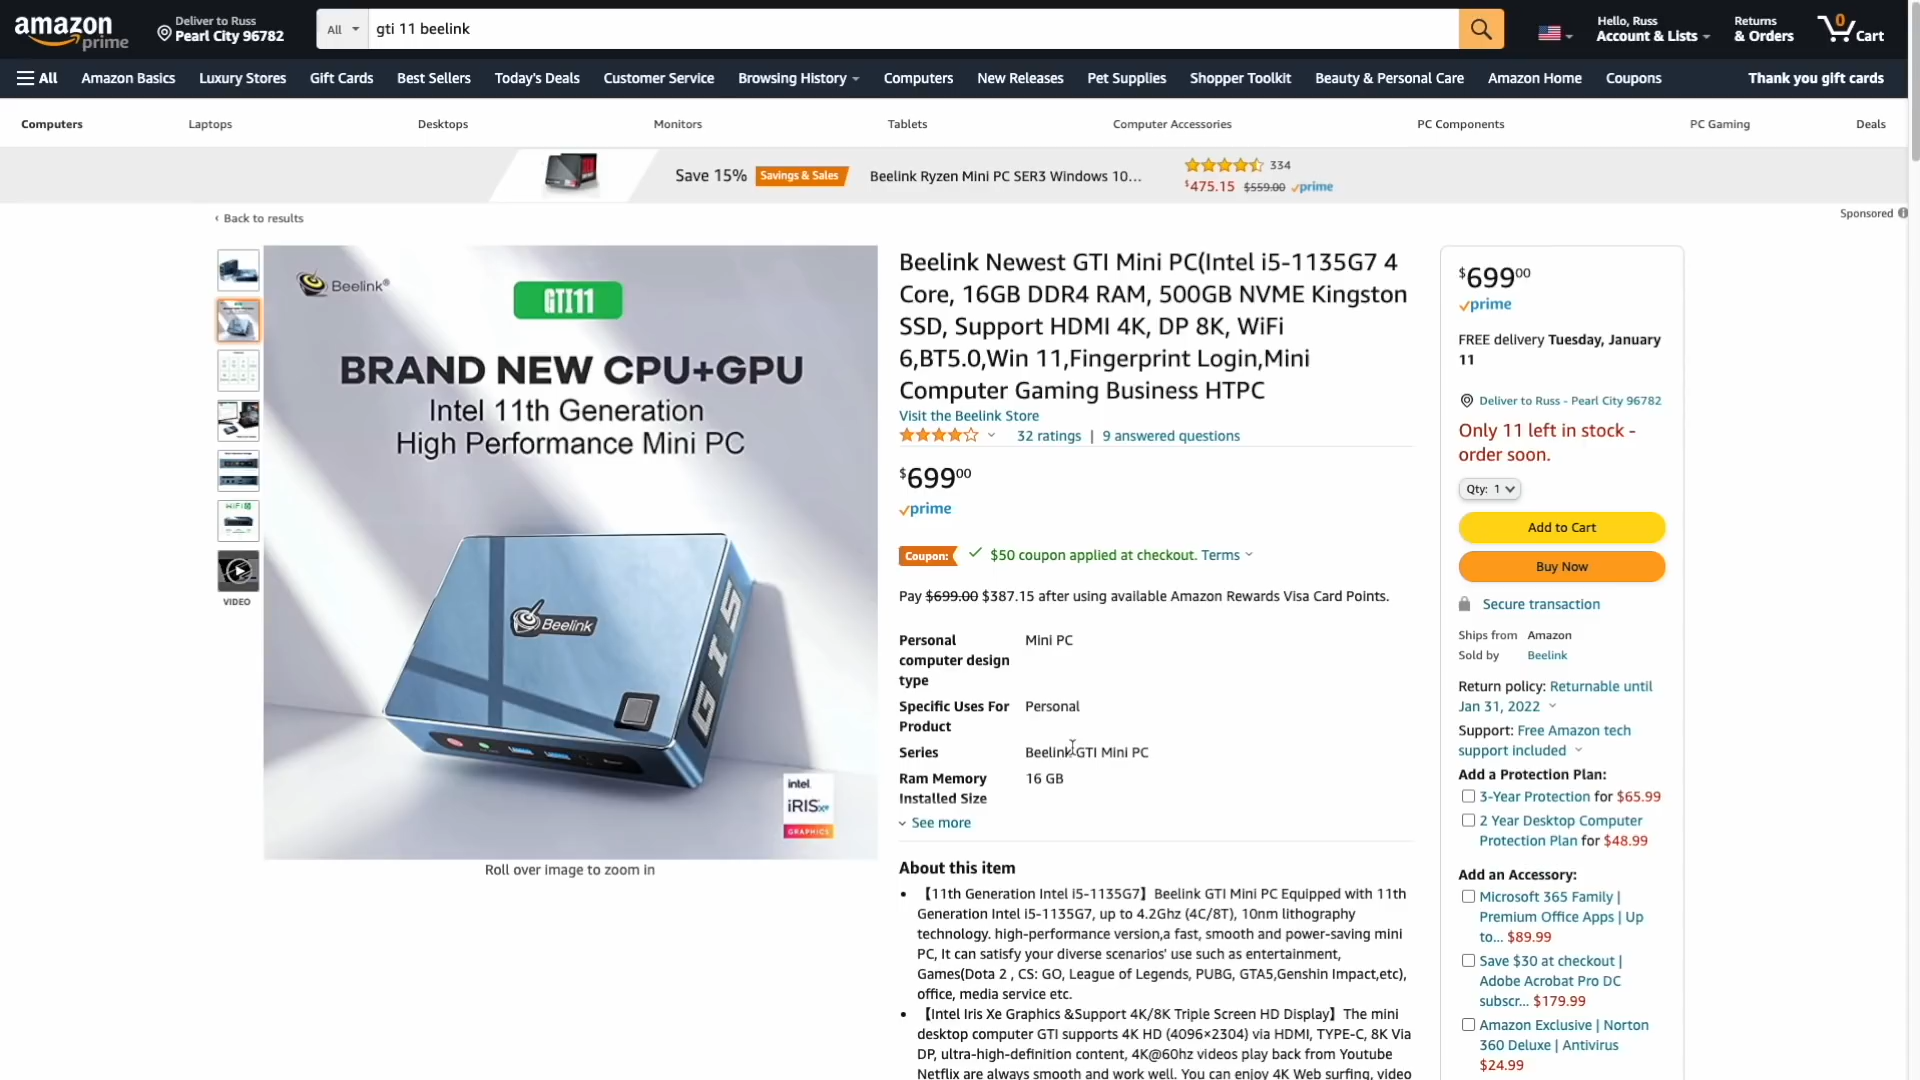 amazon
prime
Deliver to Russ
Pearl City 96782
All
gti 11 beelink
Hello, Russ
Account & Lists
Returns
& Orders
0
Cart
All
Amazon Basics
Luxury Stores
Gift Cards
Best Sellers
Today's Deals
Customer Service
Browsing History
Computers
New Releases
Pet Supplies
Shopper Toolkit
Beauty & Personal Care
Amazon Home
Coupons
Thank you gift cards
Computers
Laptops
Desktops
Monitors
Tablets
Computer Accessories
PC Components
PC Gaming
Deals
Save 15% Savings & Sales
Beelink Ryzen Mini PC SER3 Windows 10...
334
$475.15 $559.00 prime
Sponsored
‹ Back to results
VIDEO
Beelink®
GTI11
BRAND NEW CPU+GPU
Intel 11th Generation
High Performance Mini PC
Beelink
GTI5
intel
iRISxe
GRAPHICS
Roll over image to zoom in
Beelink Newest GTI Mini PC(Intel i5-1135G7 4
Core, 16GB DDR4 RAM, 500GB NVME Kingston
SSD, Support HDMI 4K, DP 8K, WiFi
6,BT5.0,Win 11,Fingerprint Login,Mini
Computer Gaming Business HTPC
Visit the Beelink Store
32 ratings | 9 answered questions
$699 00
prime
Coupon: $50 coupon applied at checkout. Terms
Pay $699.00 $387.15 after using available Amazon Rewards Visa Card Points.
Personal Mini PC
computer design
type
Specific Uses For Personal
Product
Series Beelink GTI Mini PC
Ram Memory 16 GB
Installed Size
See more
About this item
• 【11th Generation Intel i5-1135G7】Beelink GTI Mini PC Equipped with 11th
Generation Intel i5-1135G7, up to 4.2Ghz (4C/8T), 10nm lithography
technology. high-performance version,a fast, smooth and power-saving mini
PC, It can satisfy your diverse scenarios' use such as entertainment,
Games(Dota 2 , CS: GO, League of Legends, PUBG, GTA5,Genshin Impact,etc),
office, media service etc.
• 【Intel Iris Xe Graphics &Support 4K/8K Triple Screen HD Display】The mini
desktop computer GTI supports 4K HD (4096×2304) via HDMI, TYPE-C, 8K Via
DP, ultra-high-definition content, 4K@60hz videos play back from Youtube
Netflix are always smooth and work well. You can enjoy 4K Web surfing, video
$699 00
prime
FREE delivery Tuesday, January
11
Deliver to Russ - Pearl City 96782
Only 11 left in stock -
order soon.
Qty: 1
Add to Cart
Buy Now
Secure transaction
Ships from Amazon
Sold by Beelink
Return policy: Returnable until
Jan 31, 2022
Support: Free Amazon tech
support included
Add a Protection Plan:
3-Year Protection for $65.99
2 Year Desktop Computer
Protection Plan for $48.99
Add an Accessory:
Microsoft 365 Family |
Premium Office Apps | Up
to... $89.99
Save $30 at checkout |
Adobe Acrobat Pro DC
subscr... $179.99
Amazon Exclusive | Norton
360 Deluxe | Antivirus
$24.99